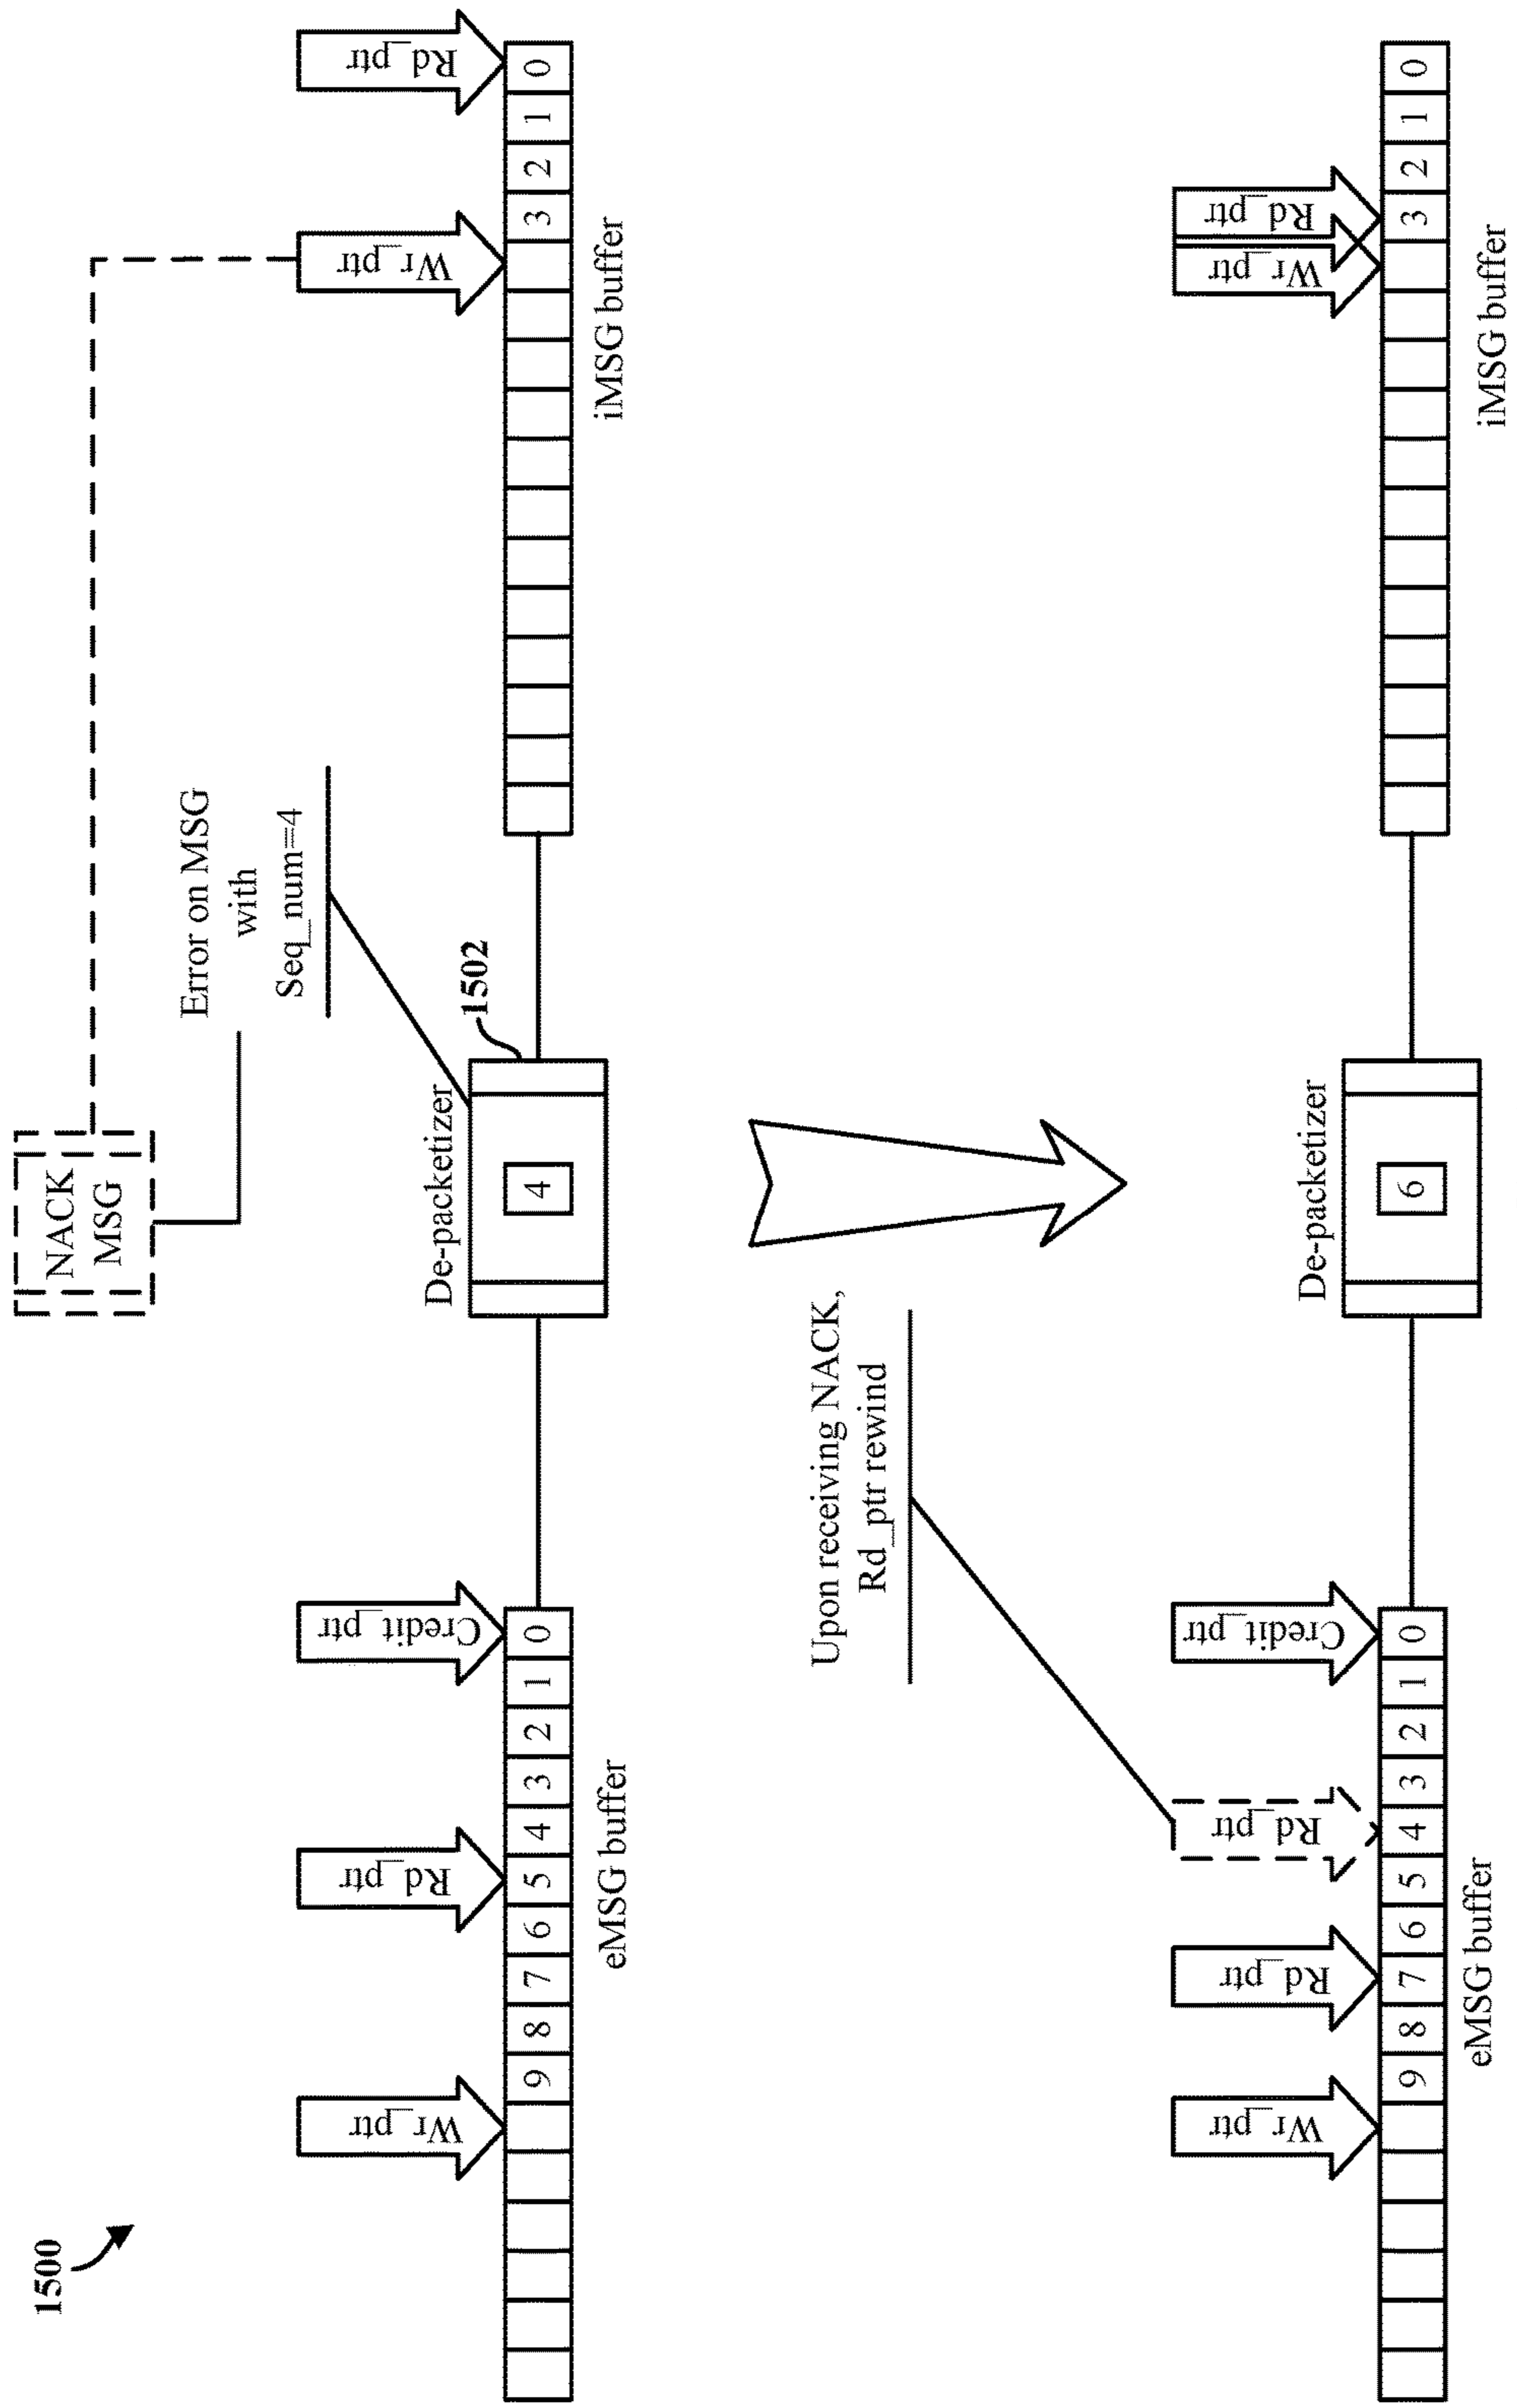 1500
NACK
MSG
Error on MSG
with
Seq_num=4
Wr_ptr
Rd_ptr
Credit_ptr
Wr_ptr
Rd_ptr
De-packetizer
1502
9 8 7 6 5 4 3 2 1 0
4
3 2 1 0
eMSG buffer
iMSG buffer
Upon receiving NACK,
Rd_ptr rewind
Wr_ptr
Rd_ptr
Rd_ptr
Credit_ptr
Wr_ptr
Rd_ptr
De-packetizer
9 8 7 6 5 4 3 2 1 0
6
3 2 1 0
eMSG buffer
iMSG buffer